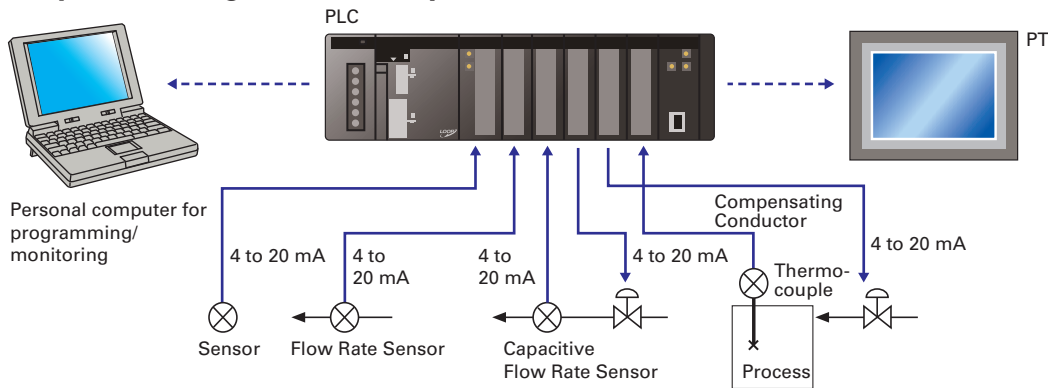 PLC
PT
Personal computer for
programming/
monitoring
4 to 20 mA
4 to
20 mA
4 to
20 mA
4 to 20 mA
Compensating
Conductor
4 to 20 mA
Thermo-
couple
Sensor
Flow Rate Sensor
Capacitive
Flow Rate Sensor
Process